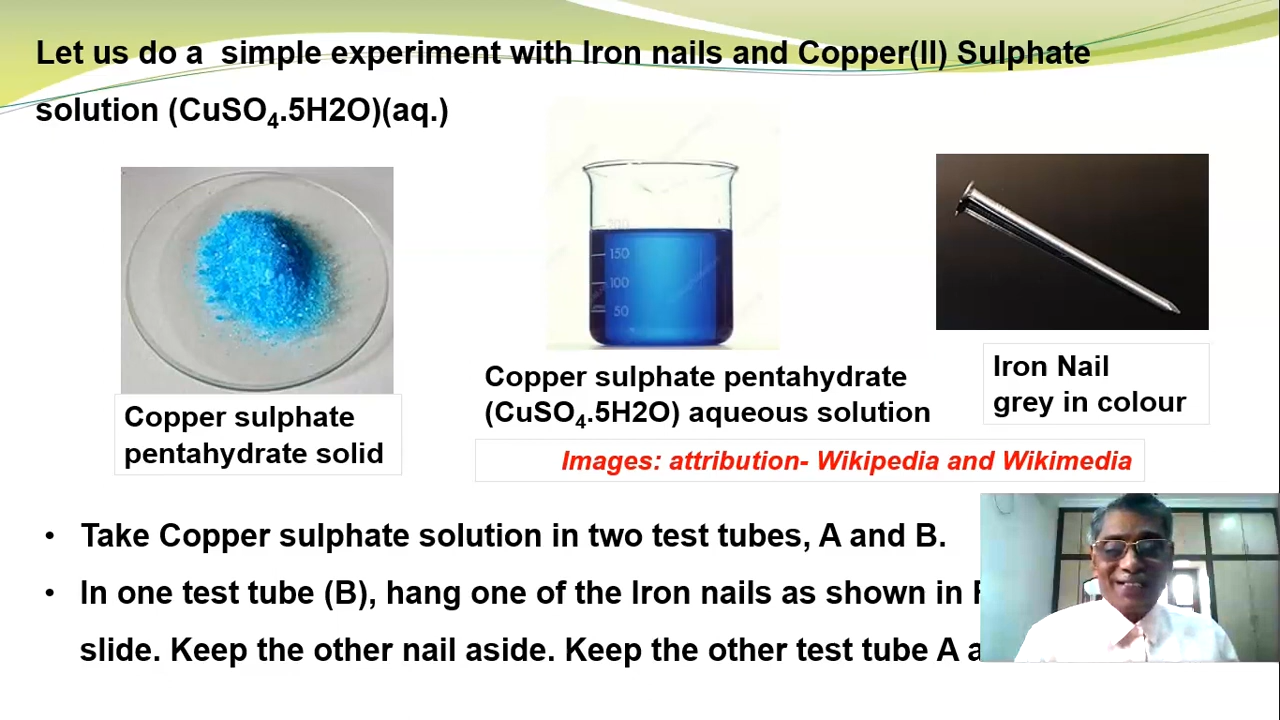 Let us do a simple experiment with Iron nails and Copper(II) Sulphate
solution (CuSO₄.5H2O)(aq.)
200
150
100
50
Copper sulphate
pentahydrate solid
Copper sulphate pentahydrate
(CuSO₄.5H2O) aqueous solution
Iron Nail
grey in colour
Images: attribution- Wikipedia and Wikimedia
• Take Copper sulphate solution in two test tubes, A and B.
• In one test tube (B), hang one of the Iron nails as shown in
slide. Keep the other nail aside. Keep the other test tube A